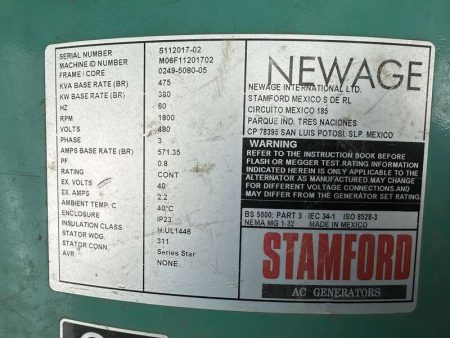 SERIAL NUMBER S112017-02
MACHINE ID NUMBER M06F11201702
FRAME / CORE 0249-5080-05
KVA BASE RATE (BR) 475
KW BASE RATE (BR) 380
HZ 60
RPM 1800
VOLTS 480
PHASE 3
AMPS BASE RATE (BR) 571.35
PF 0.8
RATING CONT
EX. VOLTS 40
EX. AMPS 2.2
AMBIENT TEMP. C 40°C
ENCLOSURE IP23
INSULATION CLASS H:UL1446
STATOR WDG. 311
STATOR CONN. Series Star
AVR NONE
NEWAGE
NEWAGE INTERNATIONAL LTD.
STAMFORD MEXICO S DE RL
CIRCUITO MEXICO 185
PARQUE IND. TRES NACIONES
CP 78395 SAN LUIS POTOSI, SLP. MEXICO
WARNING
REFER TO THE INSTRUCTION BOOK BEFORE
FLASH OR MEGGER TEST. RATING DETAILS
INDICATED HEREIN IS ONLY APPLICABLE TO THE
ALTERNATOR AS MANUFACTURED. MAY CHANGE
FOR DIFFERENT VOLTAGE CONNECTIONS AND
MAY DIFFER FROM THE GENERATOR SET RATING
BS 5000: PART 3 IEC 34-1 ISO 8528-3
NEMA MG 1-32 MADE IN MEXICO
STAMFORD
AC GENERATORS